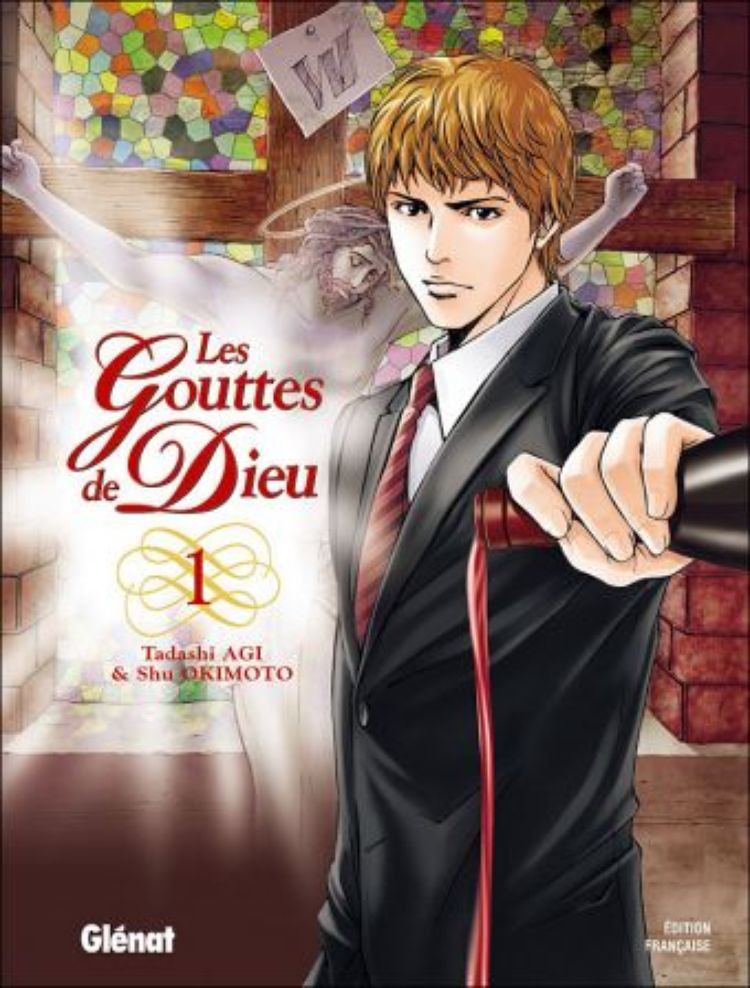 W
Les
Gouttes
de Dieu
1
Tadashi AGI
& Shu OKIMOTO
Glénat
ÉDITION
FRANÇAISE